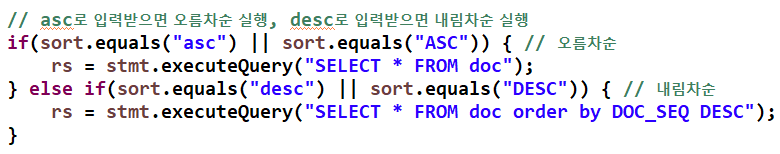 // asc로 입력받으면 오름차순 실행, desc로 입력받으면 내림차순 실행
if(sort.equals("asc") || sort.equals("ASC")) { // 오름차순
    rs = stmt.executeQuery("SELECT * FROM doc");
} else if(sort.equals("desc") || sort.equals("DESC")) { // 내림차순
    rs = stmt.executeQuery("SELECT * FROM doc order by DOC_SEQ DESC");
}